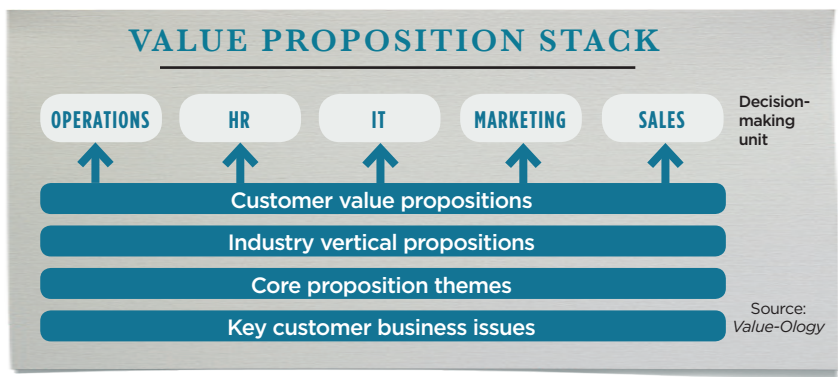 VALUE PROPOSITION STACK
OPERATIONS
HR
IT
MARKETING
SALES
Decision-
making
unit
Customer value propositions
Industry vertical propositions
Core proposition themes
Key customer business issues
Source:
Value-Ology